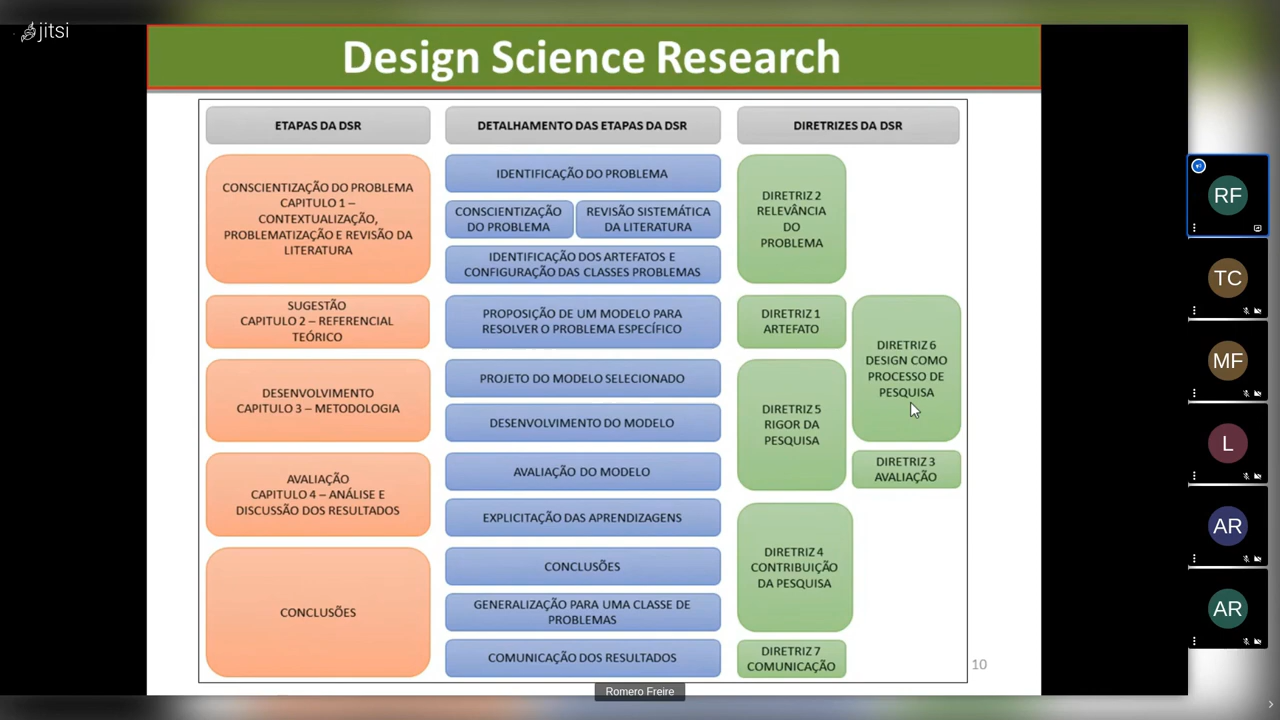 jitsi
Design Science Research
ETAPAS DA DSR
DETALHAMENTO DAS ETAPAS DA DSR
DIRETRIZES DA DSR
CONSCIENTIZAÇÃO DO PROBLEMA
CAPITULO 1 –
CONTEXTUALIZAÇÃO,
PROBLEMATIZAÇÃO E REVISÃO DA
LITERATURA
IDENTIFICAÇÃO DO PROBLEMA
CONSCIENTIZAÇÃO
DO PROBLEMA
REVISÃO SISTEMÁTICA
DA LITERATURA
IDENTIFICAÇÃO DOS ARTEFATOS E
CONFIGURAÇÃO DAS CLASSES PROBLEMAS
DIRETRIZ 2
RELEVÂNCIA
DO
PROBLEMA
SUGESTÃO
CAPITULO 2 – REFERENCIAL
TEÓRICO
PROPOSIÇÃO DE UM MODELO PARA
RESOLVER O PROBLEMA ESPECÍFICO
DIRETRIZ 1
ARTEFATO
DIRETRIZ 6
DESIGN COMO
PROCESSO DE
PESQUISA
DESENVOLVIMENTO
CAPITULO 3 – METODOLOGIA
PROJETO DO MODELO SELECIONADO
DESENVOLVIMENTO DO MODELO
DIRETRIZ 5
RIGOR DA
PESQUISA
DIRETRIZ 3
AVALIAÇÃO
AVALIAÇÃO
CAPITULO 4 – ANÁLISE E
DISCUSSÃO DOS RESULTADOS
AVALIAÇÃO DO MODELO
EXPLICITAÇÃO DAS APRENDIZAGENS
DIRETRIZ 4
CONTRIBUIÇÃO
DA PESQUISA
CONCLUSÕES
CONCLUSÕES
GENERALIZAÇÃO PARA UMA CLASSE DE
PROBLEMAS
COMUNICAÇÃO DOS RESULTADOS
DIRETRIZ 7
COMUNICAÇÃO
10
Romero Freire
RF
TC
MF
L
AR
AR